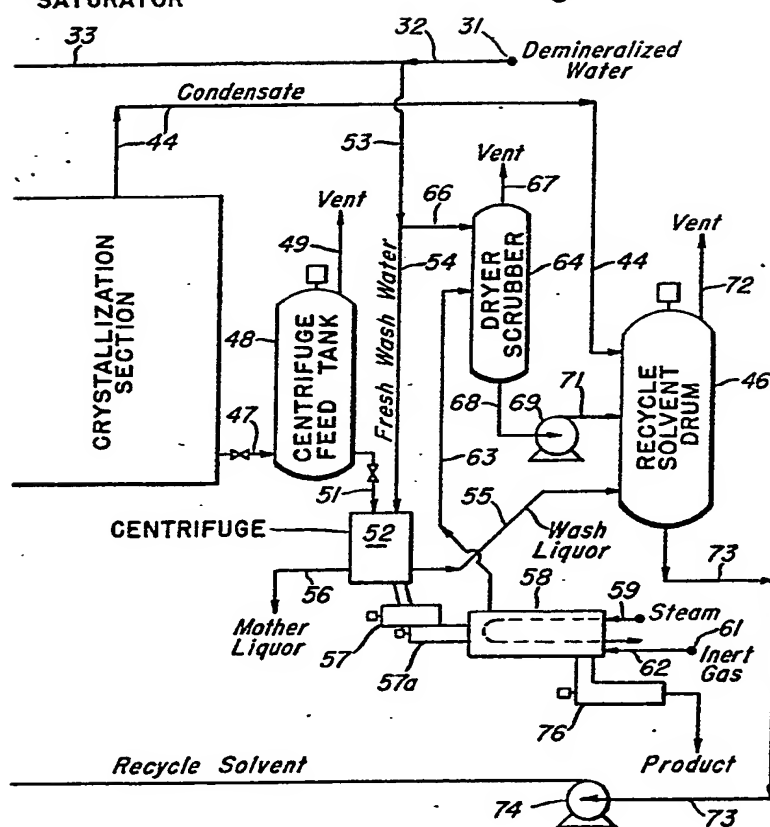 SATURATOR
33
32
31
Demineralized
Water
Condensate
44
53
Vent
67
66
Vent
49
54
64
44
Vent
72
CRYSTALLIZATION
SECTION
48
CENTRIFUGE
FEED TANK
Fresh Wash Water
DRYER
SCRUBBER
46
RECYCLE
SOLVENT
DRUM
68
69
71
47
51
63
55
Wash
Liquor
CENTRIFUGE
52
56
Mother
Liquor
57
57a
58
59
Steam
61
62
Inert
Gas
73
76
Product
Recycle Solvent
74
73